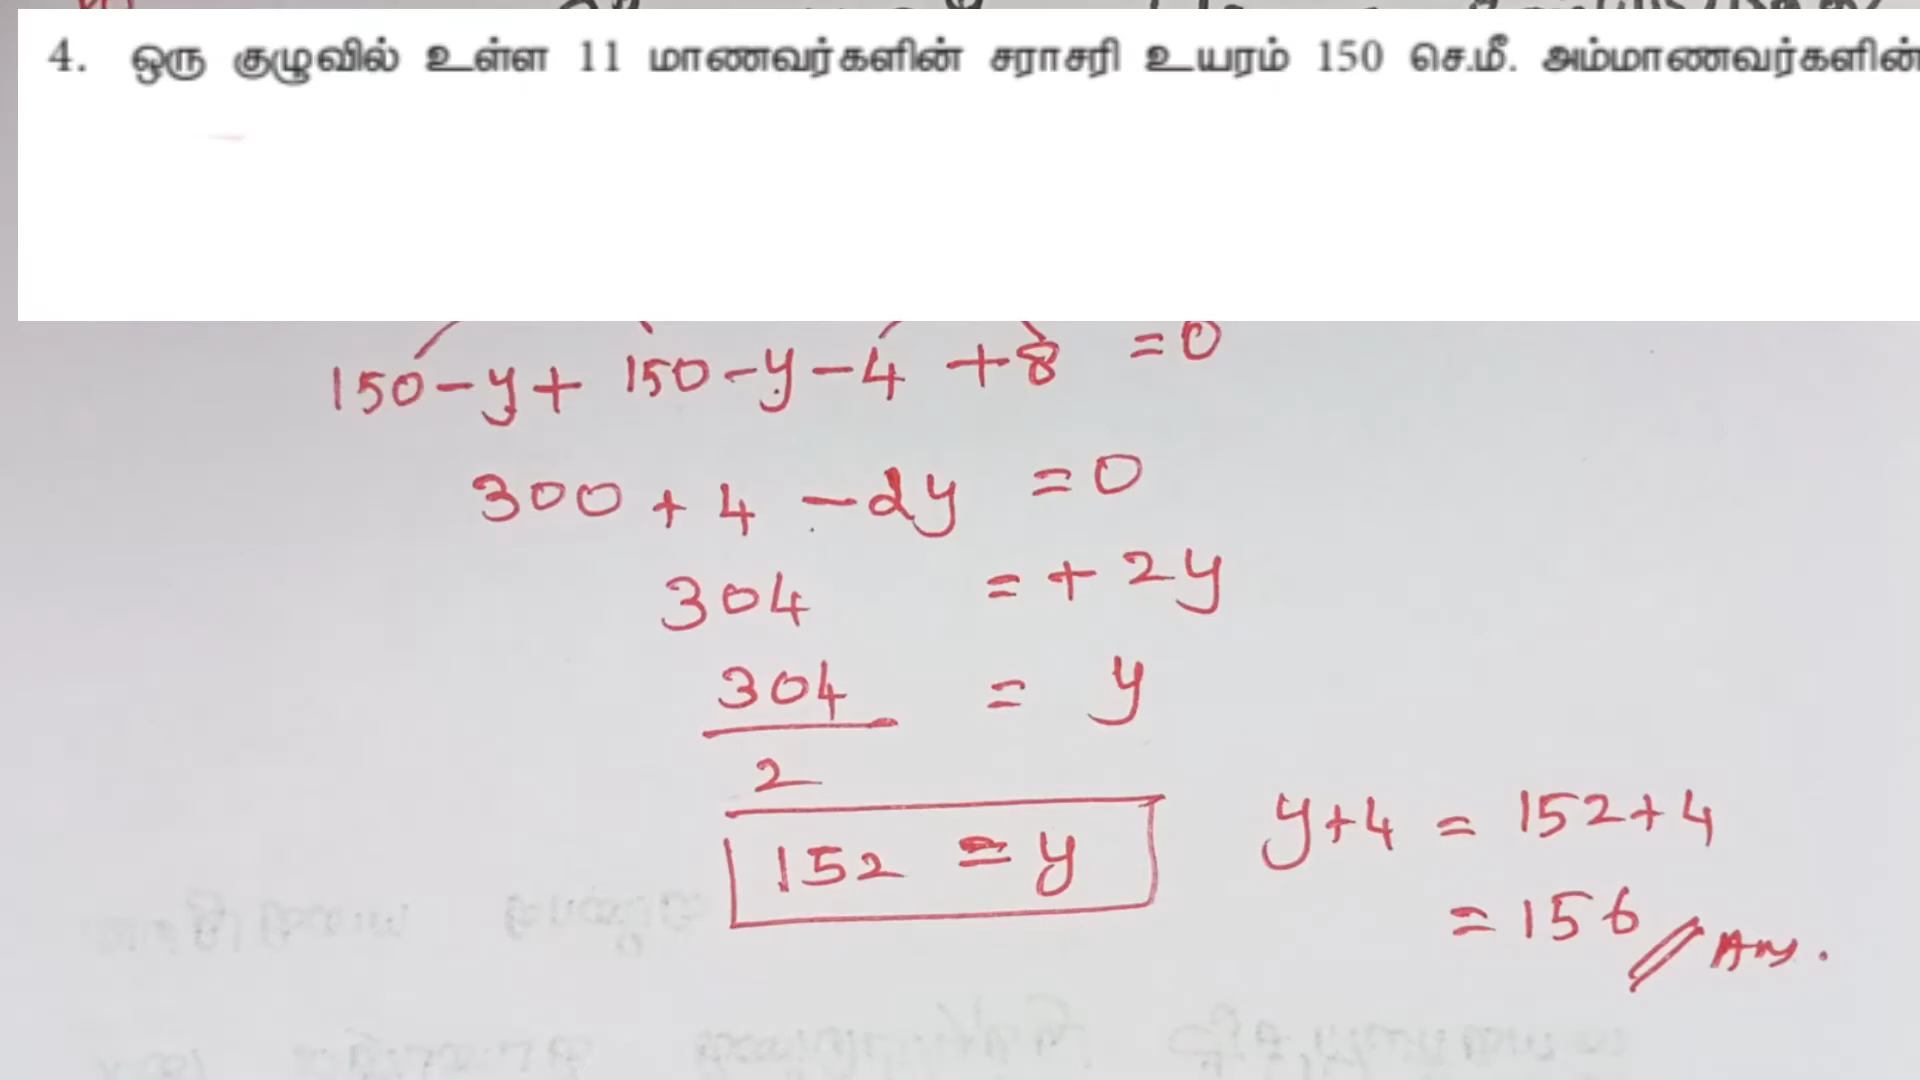 4. ஒரு குழுவில் உள்ள 11 மாணவர்களின் சராசரி உயரம் 150 செ.மீ. அம்மாணவர்களின்
150-y+ 150-y-4 +8 =0
300 + 4 -2y =0
304 = + 2y
304 = y
2
152 = y
y+4 = 152+4
= 156 Ans.